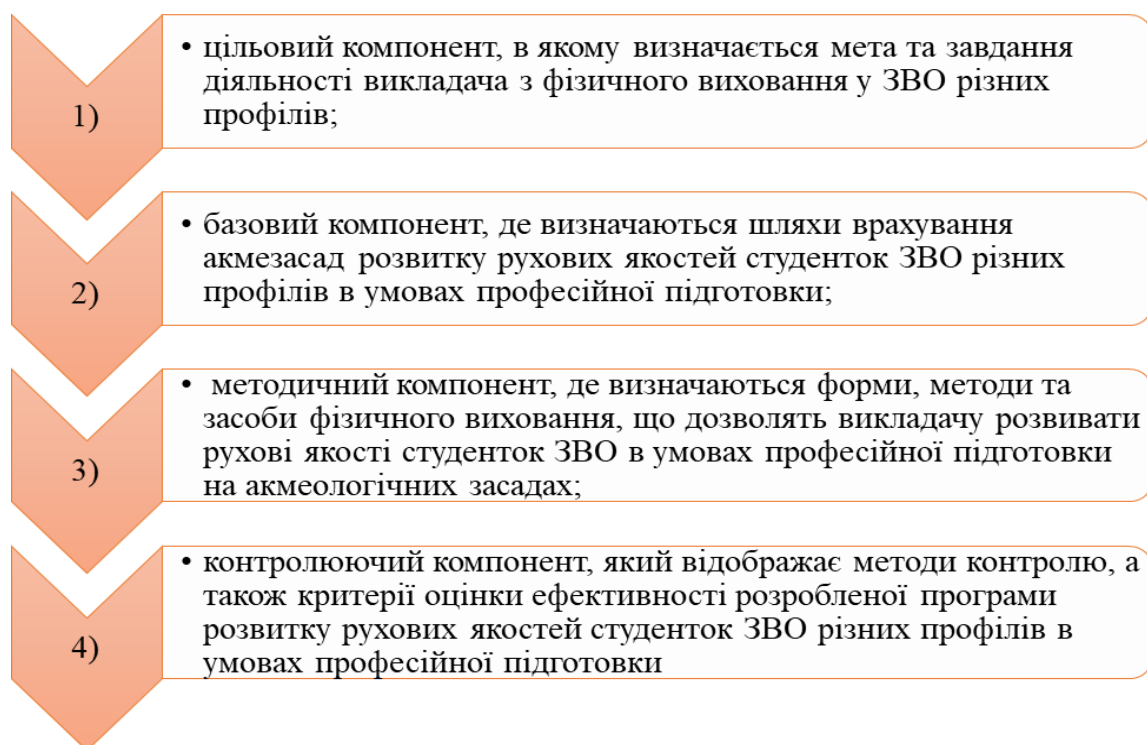 1)
• цільовий компонент, в якому визначається мета та завдання
діяльності викладача з фізичного виховання у ЗВО різних
профілів;
2)
• базовий компонент, де визначаються шляхи врахування
акмезасад розвитку рухових якостей студенток ЗВО різних
профілів в умовах професійної підготовки;
3)
• методичний компонент, де визначаються форми, методи та
засоби фізичного виховання, що дозволять викладачу розвивати
рухові якості студенток ЗВО в умовах професійної підготовки
на акмеологічних засадах;
4)
• контролюючий компонент, який відображає методи контролю, а
також критерії оцінки ефективності розробленої програми
розвитку рухових якостей студенток ЗВО різних профілів в
умовах професійної підготовки